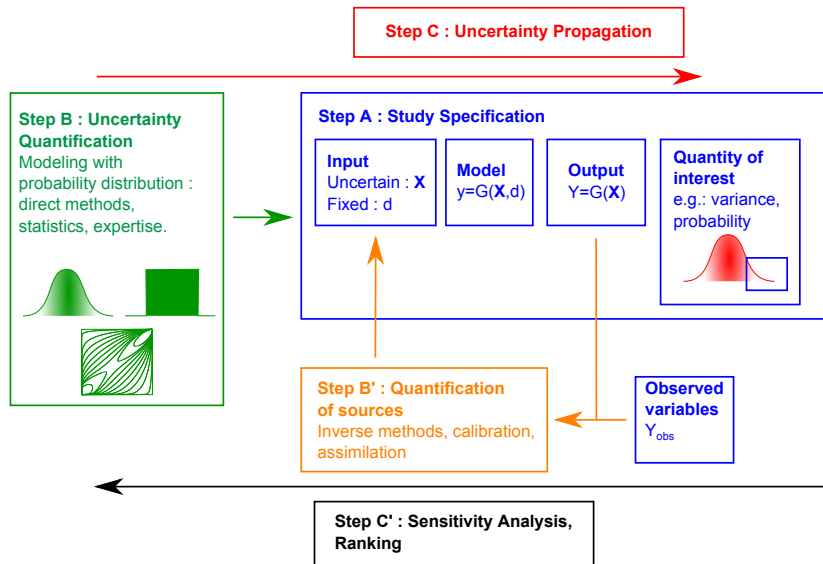 Step C : Uncertainty Propagation
Step B : Uncertainty
Quantification
Modeling with
probability distribution :
direct methods,
statistics, expertise.
Step A : Study Specification
Input
Uncertain : X
Fixed : d
Model
y=G(X,d)
Output
Y=G(X)
Quantity of
interest
e.g.: variance,
probability
Step B' : Quantification
of sources
Inverse methods, calibration,
assimilation
Observed
variables
Yobs
Step C' : Sensitivity Analysis,
Ranking